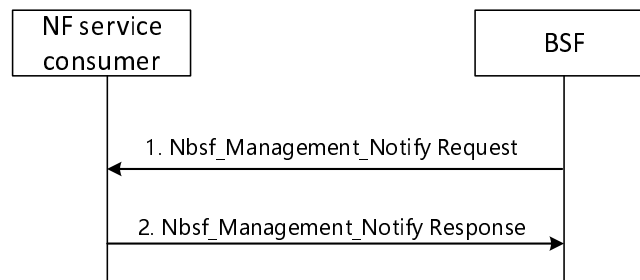 NF service
consumer
BSF
1. Nbsf_Management_Notify Request
2. Nbsf_Management_Notify Response